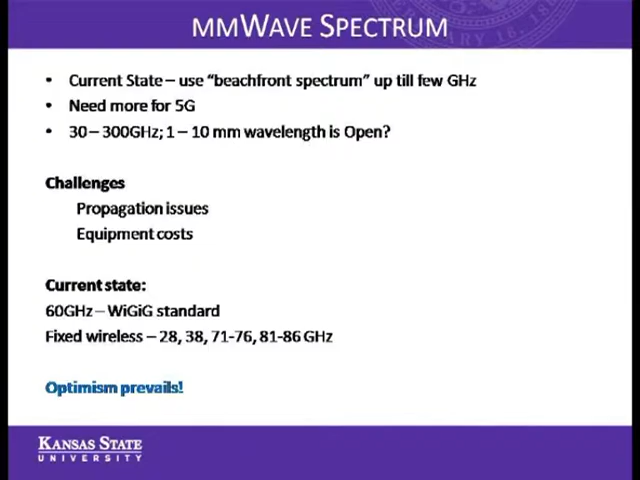 MMWAVE SPECTRUM
• Current State – use "beachfront spectrum" up till few GHz
• Need more for 5G
• 30 – 300GHz; 1 – 10 mm wavelength is Open?
Challenges
Propagation issues
Equipment costs
Current state:
60GHz – WiGiG standard
Fixed wireless – 28, 38, 71-76, 81-86 GHz
Optimism prevails!
KANSAS STATE
UNIVERSITY